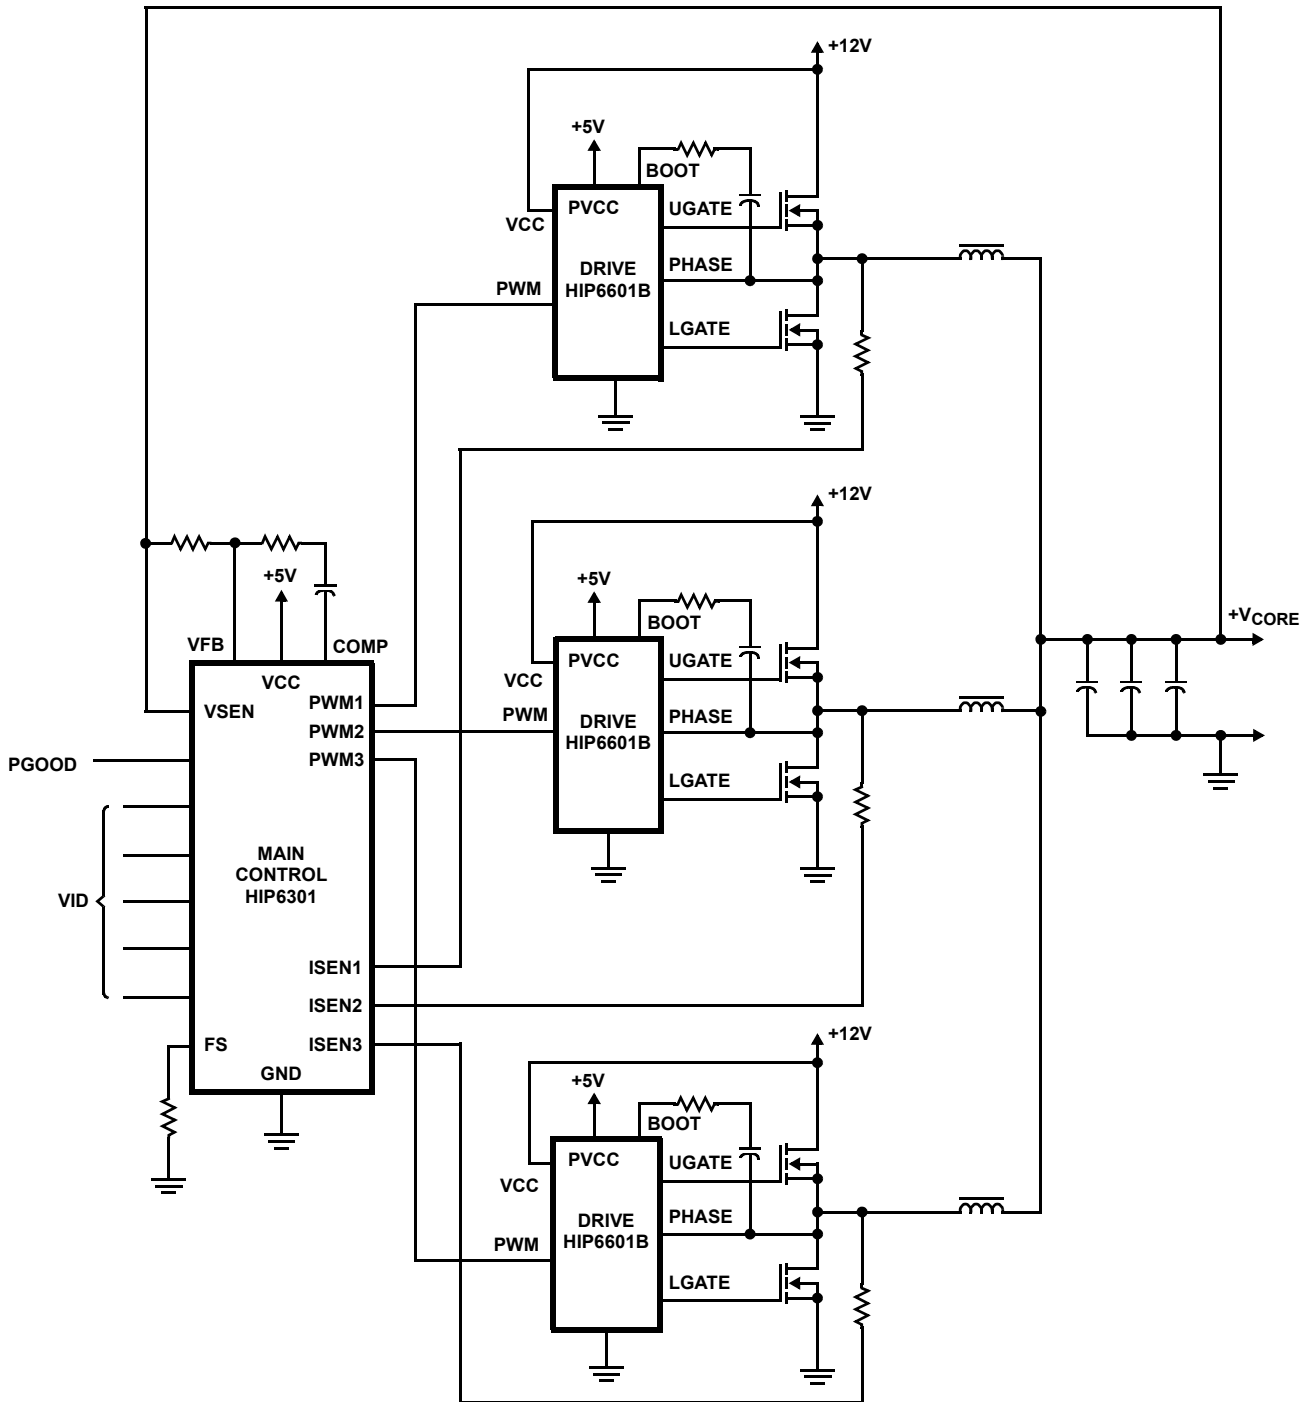 +12V
+5V
BOOT
PVCC
UGATE
VCC
DRIVE
HIP6601B
PHASE
PWM
LGATE
+12V
+5V
BOOT
PVCC
UGATE
VCC
DRIVE
HIP6601B
PHASE
PWM
LGATE
+5V
VFB
COMP
VCC
VSEN
PWM1
PWM2
PWM3
PGOOD
MAIN
CONTROL
HIP6301
VID
ISEN1
ISEN2
FS
ISEN3
GND
+VCORE
+12V
+5V
BOOT
PVCC
UGATE
VCC
DRIVE
HIP6601B
PHASE
PWM
LGATE